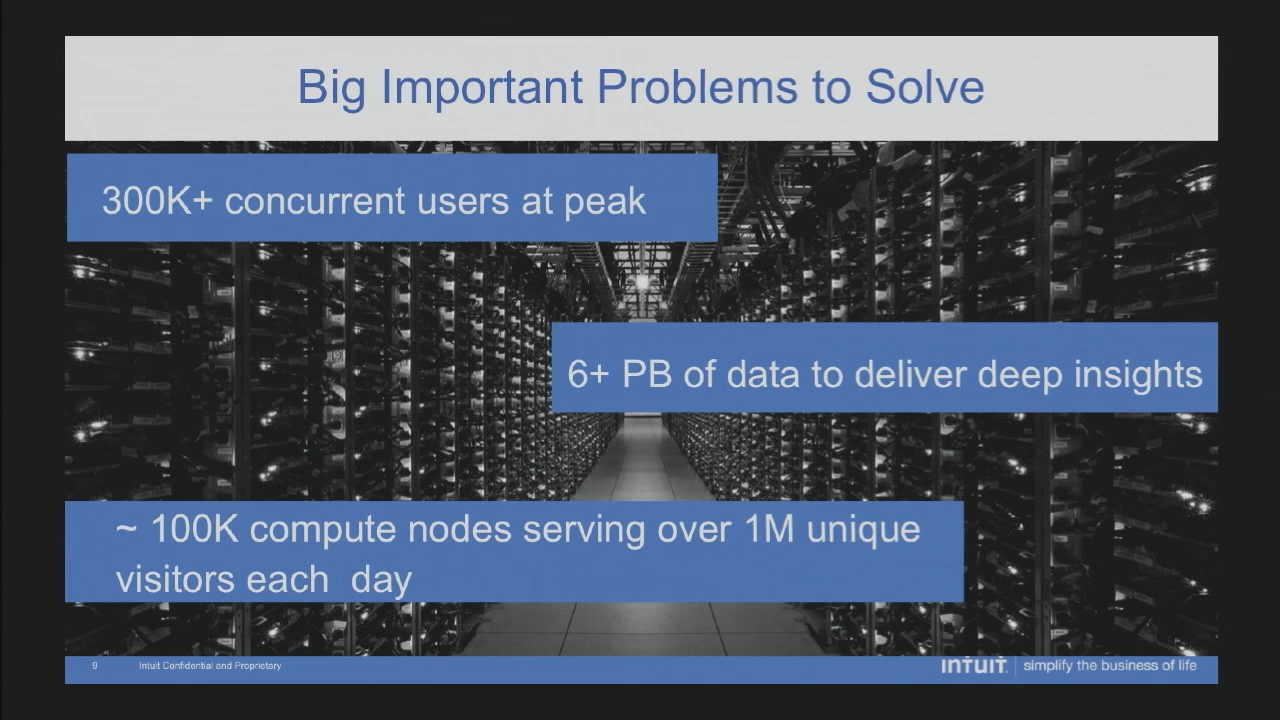 Big Important Problems to Solve
300K+ concurrent users at peak
6+ PB of data to deliver deep insights
~ 100K compute nodes serving over 1M unique
visitors each  day
9 Intuit Confidential and Proprietary
intuit. simplify the business of life